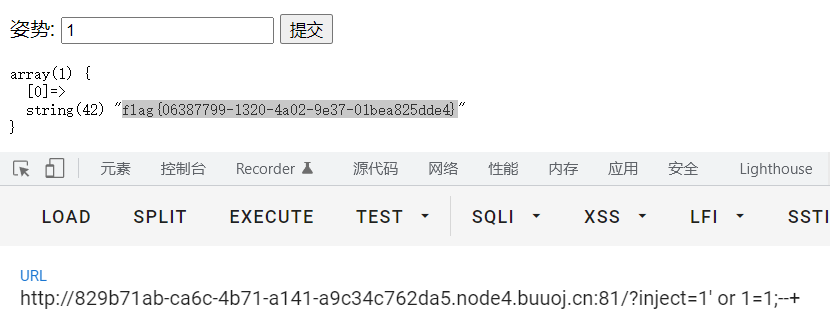 姿势: 1 提交
array(1) {
[0]=>
string(42) "flag{06387799-1320-4a02-9e37-01bea825dde4}"
}
元素 控制台 Recorder 源代码 网络 性能 内存 应用 安全 Lighthouse
LOAD SPLIT EXECUTE TEST SQLI XSS LFI SSTI
URL
http://829b71ab-ca6c-4b71-a141-a9c34c762da5.node4.buuoj.cn:81/?inject=1' or 1=1;--+